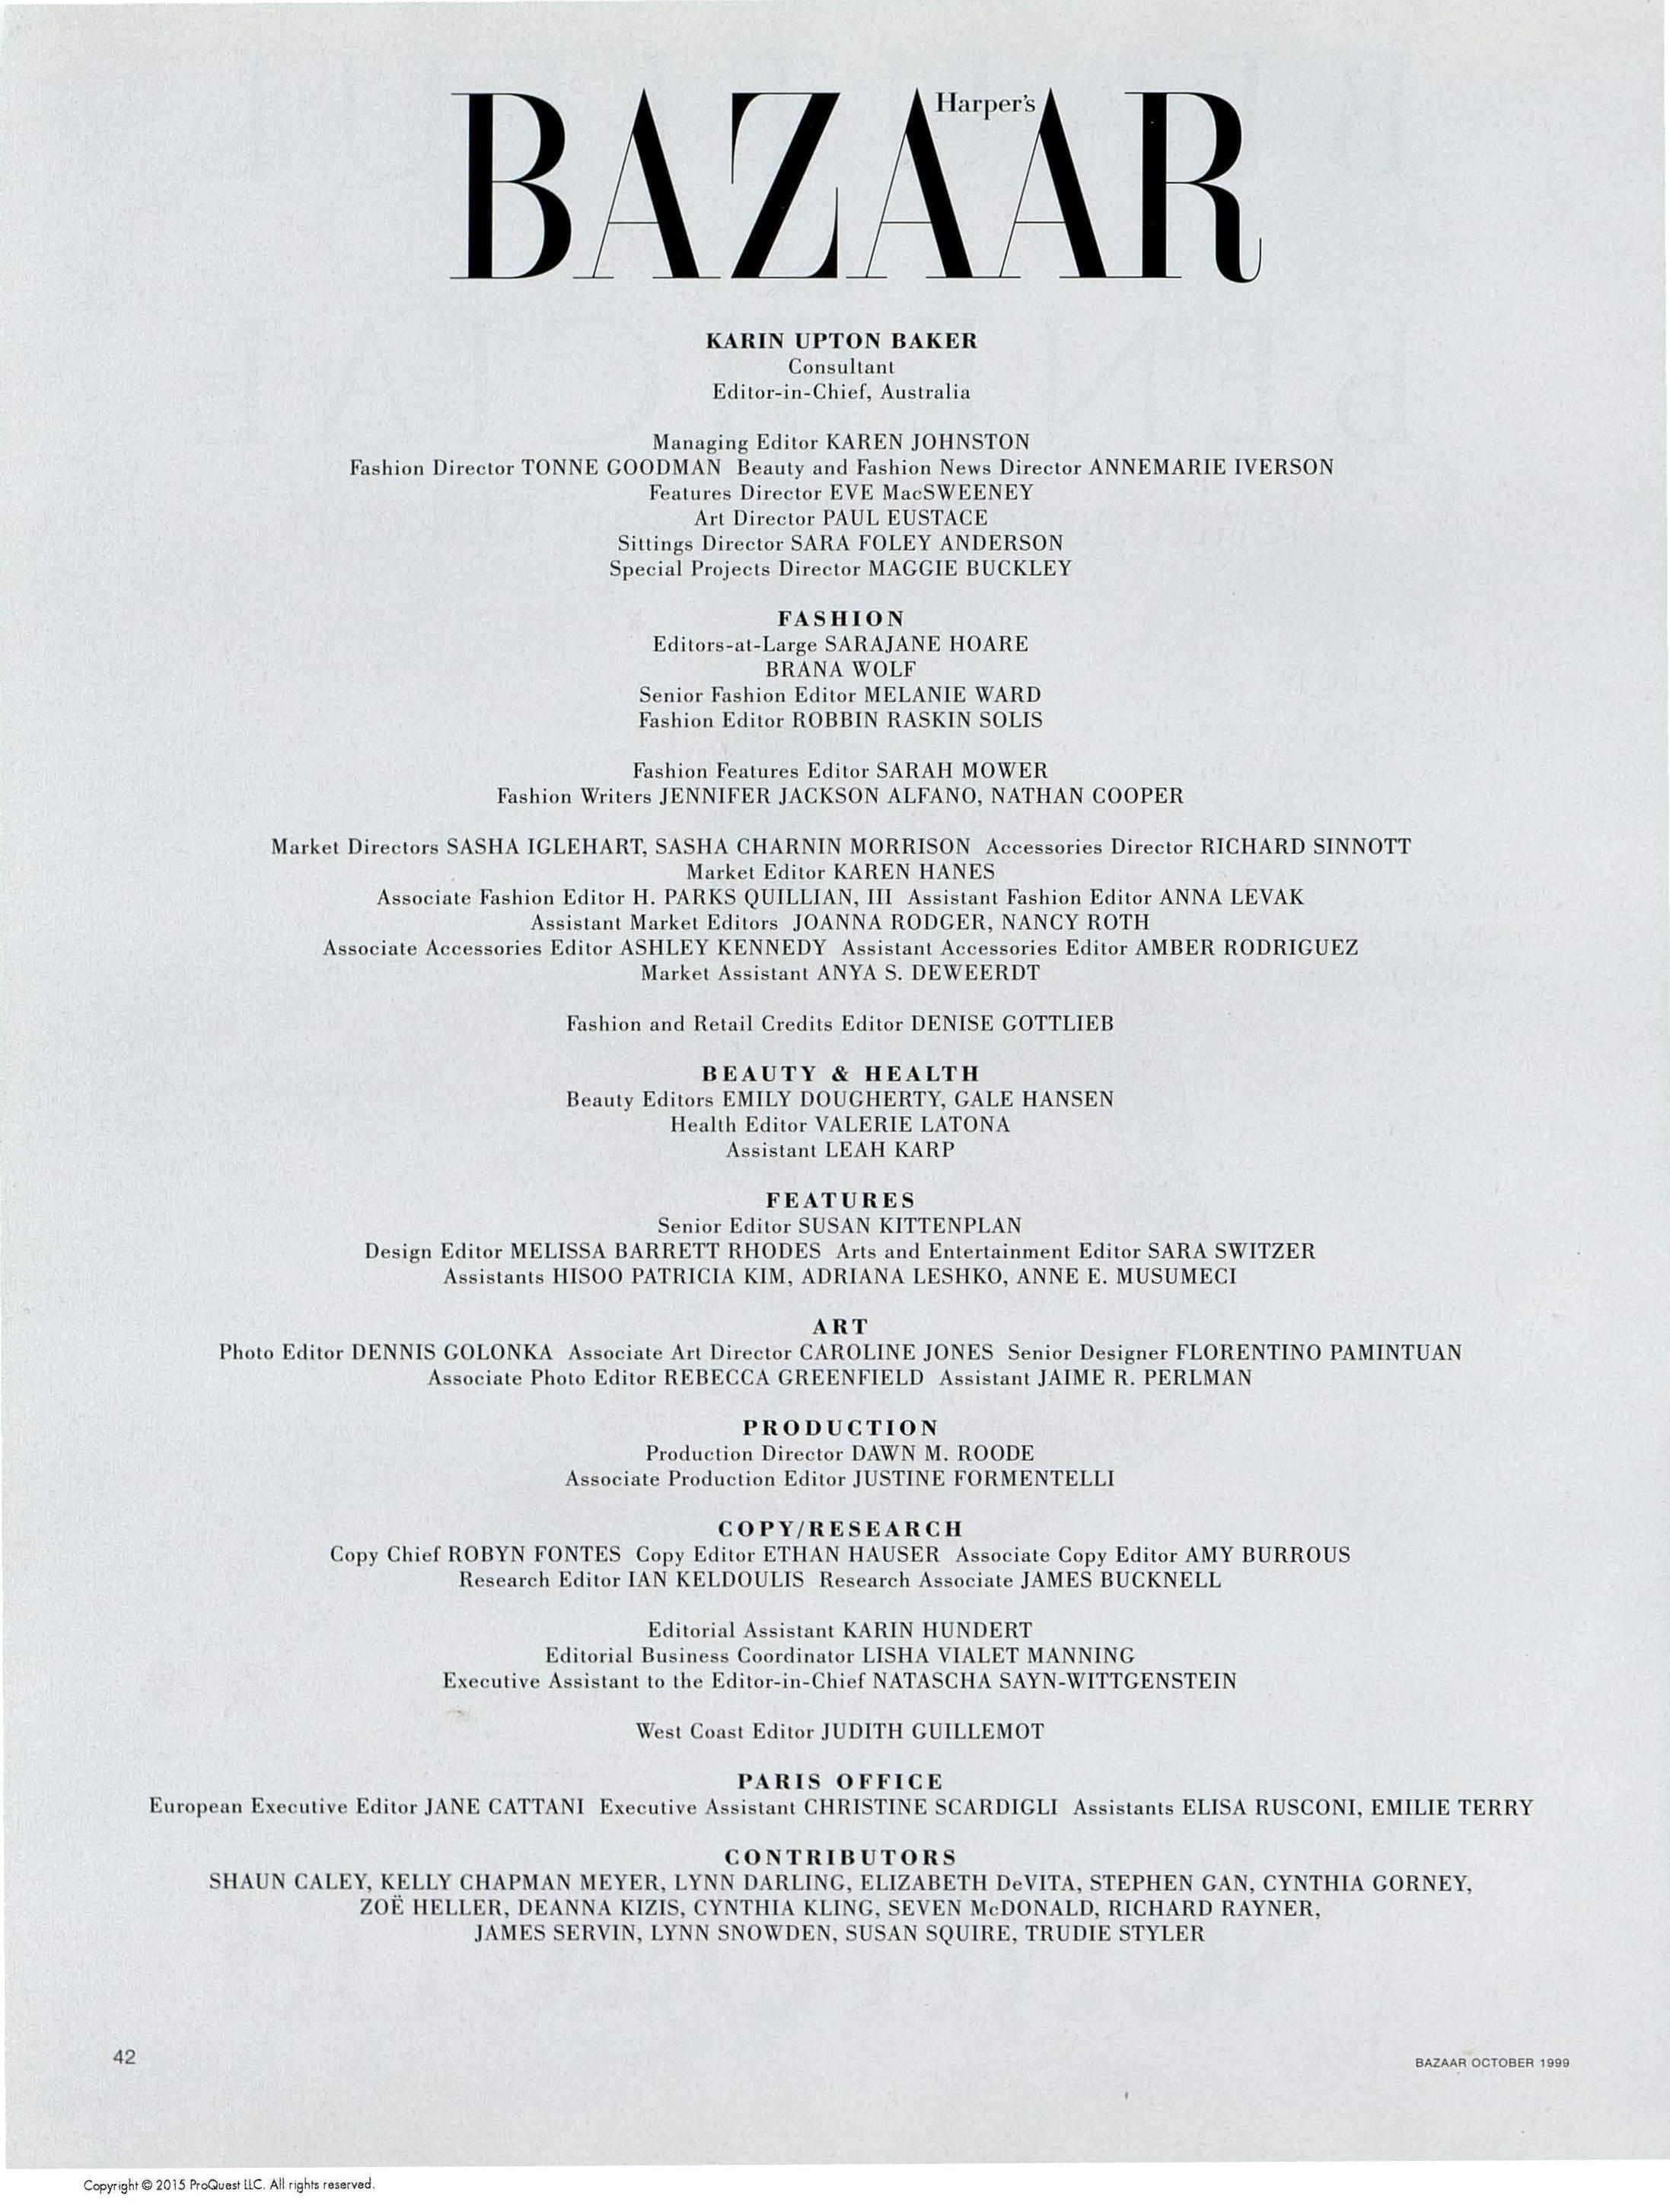 Harper's
BAZAAR
KARIN UPTON BAKER
Consultant
Editor-in-Chief, Australia
Managing Editor KAREN JOHNSTON
Fashion Director TONNE GOODMAN Beauty and Fashion News Director ANNEMARIE IVERSON
Features Director EVE MacSWEENEY
Art Director PAUL EUSTACE
Sittings Director SARA FOLEY ANDERSON
Special Projects Director MAGGIE BUCKLEY
FASHION
Editors-at-Large SARAJANE HOARE
BRANA WOLF
Senior Fashion Editor MELANIE WARD
Fashion Editor ROBBIN RASKIN SOLIS
Fashion Features Editor SARAH MOWER
Fashion Writers JENNIFER JACKSON ALFANO, NATHAN COOPER
Market Directors SASHA IGLEHART, SASHA CHARNIN MORRISON Accessories Director RICHARD SINNOTT
Market Editor KAREN HANES
Associate Fashion Editor H. PARKS QUILLIAN, III Assistant Fashion Editor ANNA LEVAK
Assistant Market Editors JOANNA RODGER, NANCY ROTH
Associate Accessories Editor ASHLEY KENNEDY Assistant Accessories Editor AMBER RODRIGUEZ
Market Assistant ANYA S. DEWEERDT
Fashion and Retail Credits Editor DENISE GOTTLIEB
BEAUTY & HEALTH
Beauty Editors EMILY DOUGHERTY, GALE HANSEN
Health Editor VALERIE LATONA
Assistant LEAH KARP
FEATURES
Senior Editor SUSAN KITTENPLAN
Design Editor MELISSA BARRETT RHODES Arts and Entertainment Editor SARA SWITZER
Assistants HISOO PATRICIA KIM, ADRIANA LESHKO, ANNE E. MUSUMECI
ART
Photo Editor DENNIS GOLONKA Associate Art Director CAROLINE JONES Senior Designer FLORENTINO PAMINTUAN
Associate Photo Editor REBECCA GREENFIELD Assistant JAIME R. PERLMAN
PRODUCTION
Production Director DAWN M. ROODE
Associate Production Editor JUSTINE FORMENTELLI
COPY/RESEARCH
Copy Chief ROBYN FONTES Copy Editor ETHAN HAUSER Associate Copy Editor AMY BURROUS
Research Editor IAN KELDOULIS Research Associate JAMES BUCKNELL
Editorial Assistant KARIN HUNDERT
Editorial Business Coordinator LISHA VIALET MANNING
Executive Assistant to the Editor-in-Chief NATASCHA SAYN-WITTGENSTEIN
West Coast Editor JUDITH GUILLEMOT
PARIS OFFICE
European Executive Editor JANE CATTANI Executive Assistant CHRISTINE SCARDIGLI Assistants ELISA RUSCONI, EMILIE TERRY
CONTRIBUTORS
SHAUN CALEY, KELLY CHAPMAN MEYER, LYNN DARLING, ELIZABETH DeVITA, STEPHEN GAN, CYNTHIA GORNEY,
ZOË HELLER, DEANNA KIZIS, CYNTHIA KLING, SEVEN McDONALD, RICHARD RAYNER,
JAMES SERVIN, LYNN SNOWDEN, SUSAN SQUIRE, TRUDIE STYLER
42
BAZAAR OCTOBER 1999
Copyright © 2015 ProQuest LLC. All rights reserved.